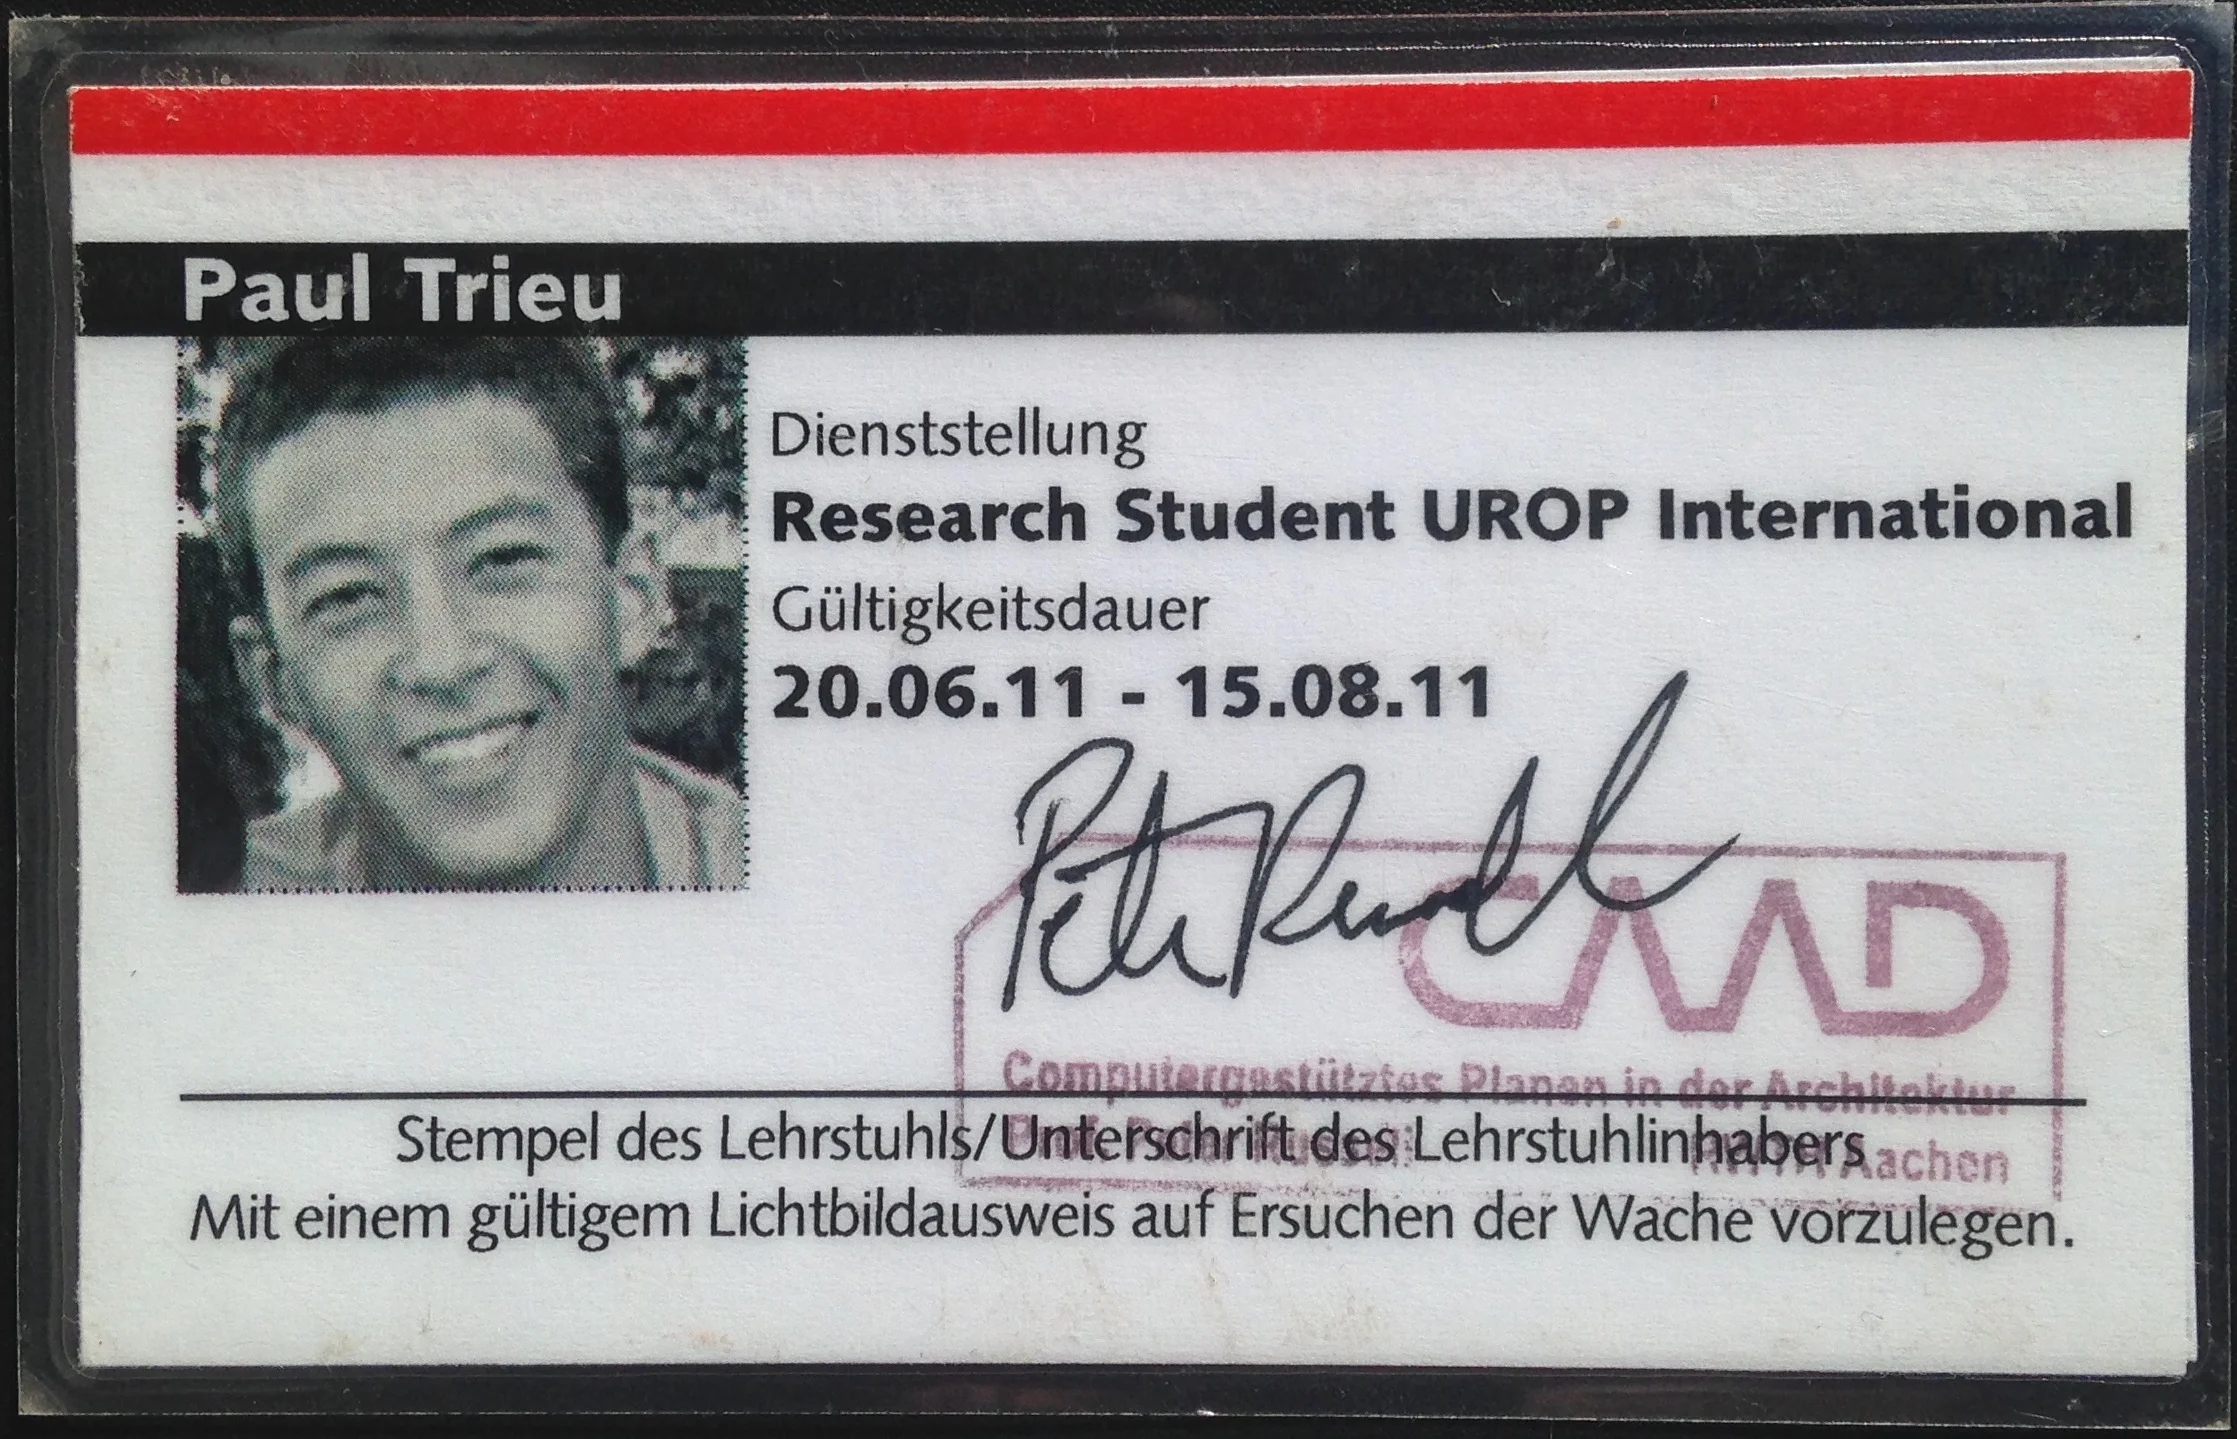 Paul Trieu
Dienststellung
Research Student UROP International
Gültigkeitsdauer
20.06.11 - 15.08.11
CAAD
Computergestütztes Planen in der Architektur
Aachen
Stempel des Lehrstuhls/Unterschrift des Lehrstuhlinhabers
Mit einem gültigem Lichtbildausweis auf Ersuchen der Wache vorzulegen.